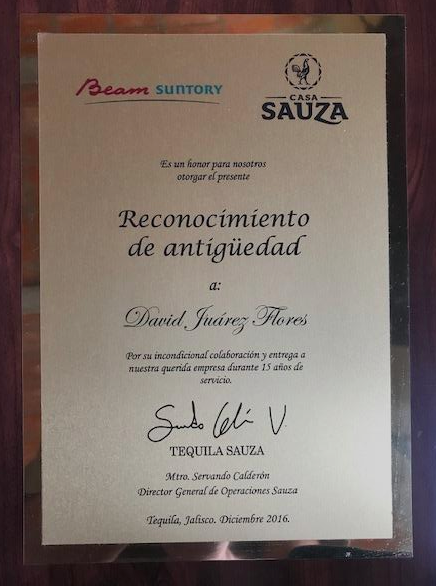 Beam SUNTORY
CASA
SAUZA
Es un honor para nosotros
otorgar el presente
Reconocimiento
de antigüedad
a:
David Juárez Flores
Por su incondicional colaboración y entrega a
nuestra querida empresa durante 15 años de
servicio.
TEQUILA SAUZA
Mtro. Servando Calderón
Director General de Operaciones Sauza
Tequila, Jalisco. Diciembre 2016.